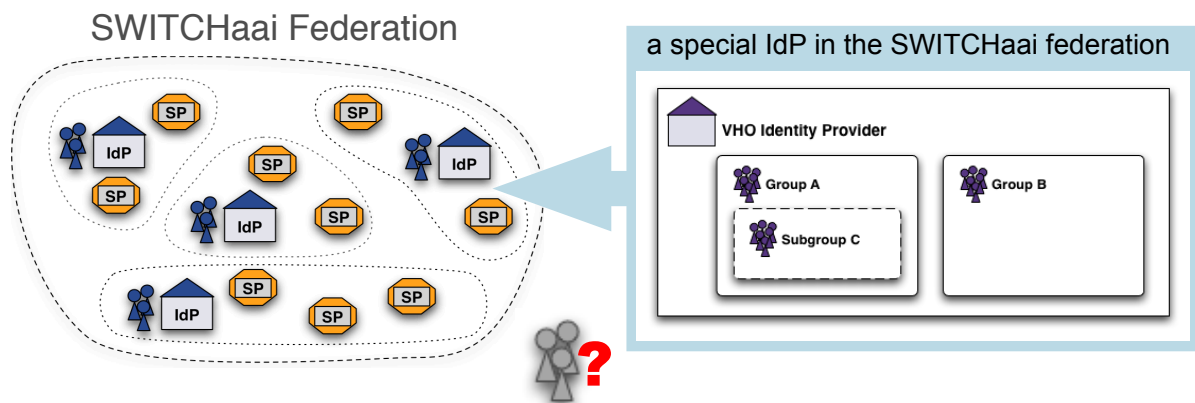 SWITCHaai Federation
a special IdP in the SWITCHaai federation
SP
SP
IdP
IdP
SP
SP
IdP
SP
SP
SP
IdP
SP
SP
?
VHO Identity Provider
Group A
Group B
Subgroup C